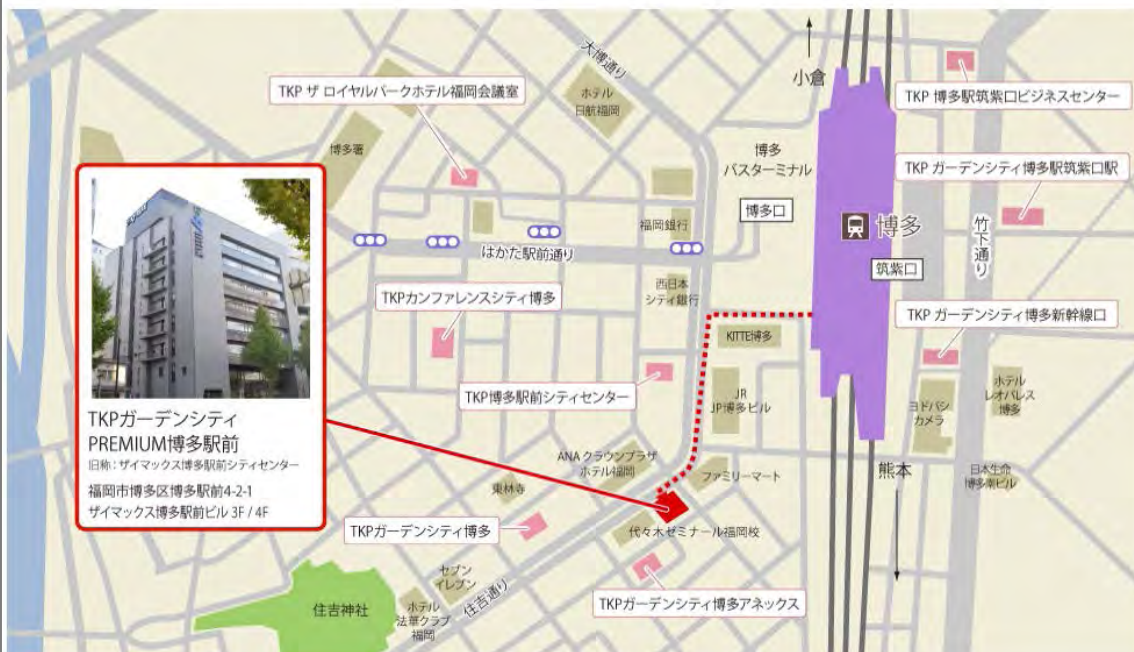 大博通り
小倉
TKP ザ ロイヤルパークホテル福岡会議室
ホテル
日航福岡
TKP 博多駅筑紫口ビジネスセンター
博多署
博多
バスターミナル
TKP ガーデンシティ博多駅筑紫口駅
福岡銀行
博多口
博多
竹下通り
はかた駅前通り
筑紫口
西日本
シティ銀行
TKPカンファレンスシティ博多
TKP ガーデンシティ博多新幹線口
KITTE博多
TKP博多駅前シティセンター
JR
JP博多ビル
ホテル
レオパレス
博多
ヨドバシ
カメラ
TKPガーデンシティ
PREMIUM博多駅前
旧称：ザイマックス博多駅前シティセンター
福岡市博多区博多駅前4-2-1
ザイマックス博多駅前ビル 3F / 4F
ANA クラウンプラザ
ホテル福岡
ファミリーマート
熊本
日本生命
博多南ビル
東林寺
TKPガーデンシティ博多
代々木ゼミナール福岡校
セブン
イレブン
住吉通り
TKPガーデンシティ博多アネックス
住吉神社
ホテル
法華クラブ
福岡